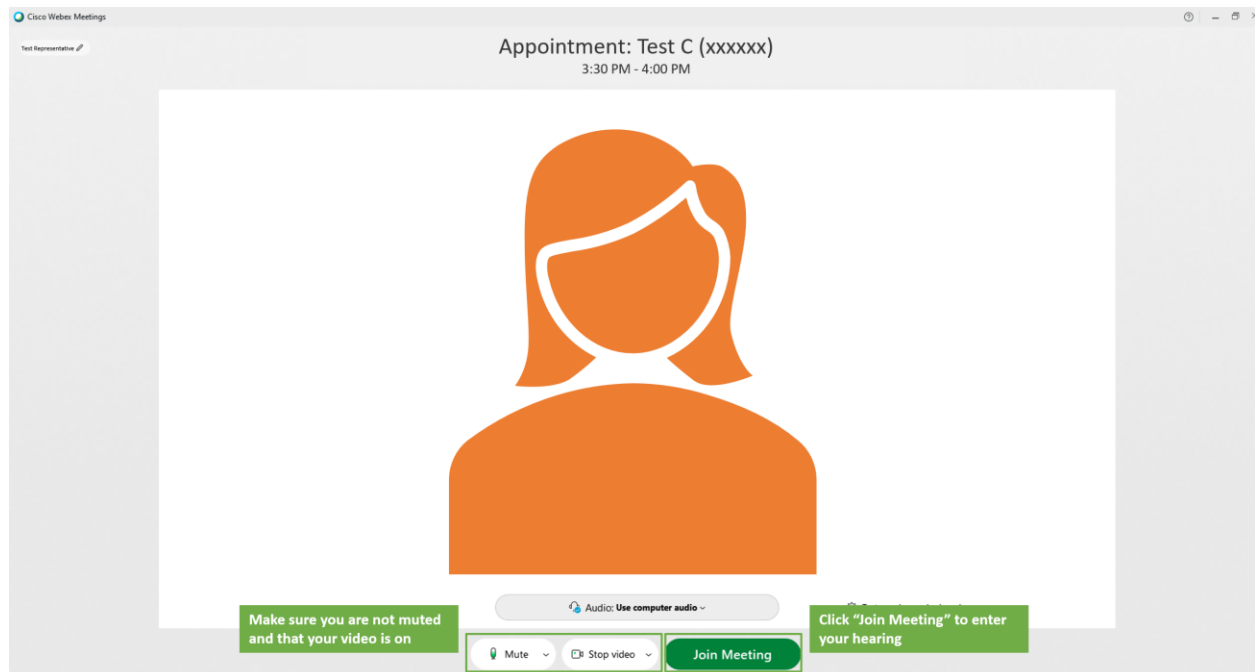 Cisco Webex Meetings
Test Representative
Appointment: Test C (xxxxxx)
3:30 PM - 4:00 PM
Audio: Use computer audio
Make sure you are not muted
and that your video is on
Click “Join Meeting” to enter
your hearing
Mute
Stop video
Join Meeting